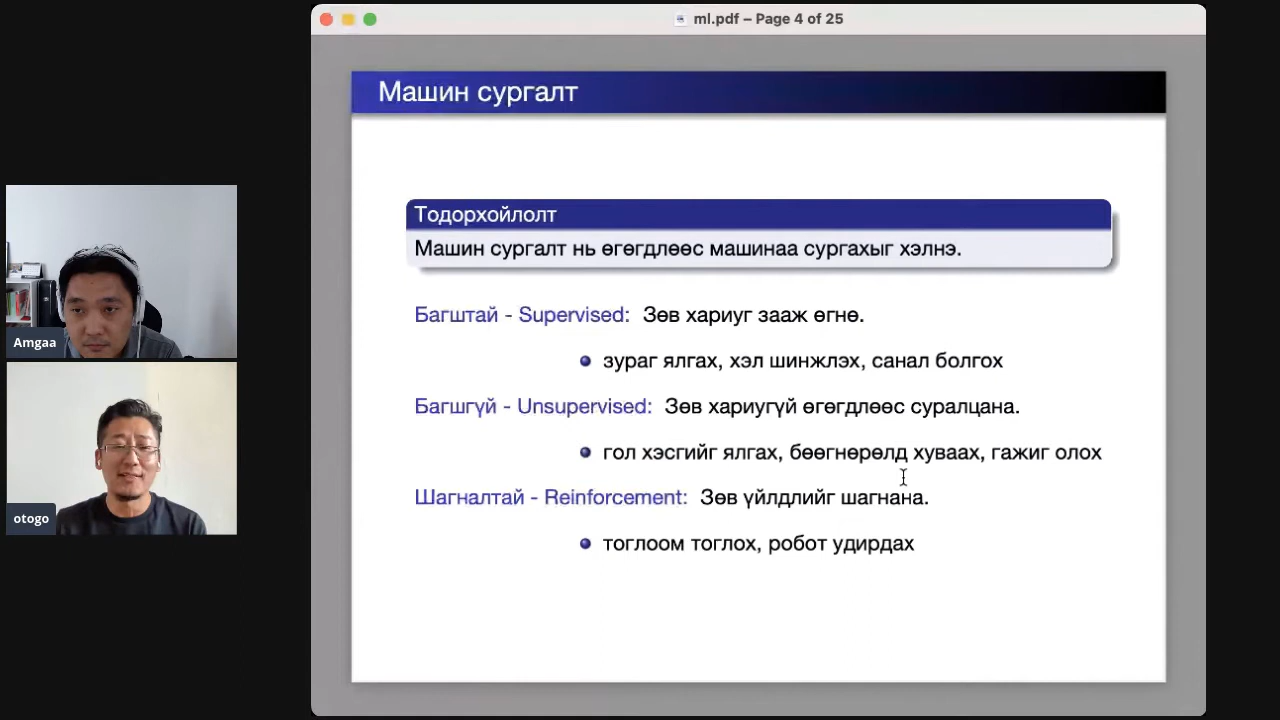 ml.pdf – Page 4 of 25
Машин сургалт
Тодорхойлолт
Машин сургалт нь өгөгдлөөс машинаа сургахыг хэлнэ.
Багштай - Supervised: Зөв хариуг зааж өгнө.
зураг ялгах, хэл шинжлэх, санал болгох
Багшгүй - Unsupervised: Зөв хариугүй өгөгдлөөс суралцана.
гол хэсгийг ялгах, бөөгнөрөлд хуваах, гажиг олох
Шагналтай - Reinforcement: Зөв үйлдлийг шагнана.
тоглоом тоглох, робот удирдах
Amgaa
otogo